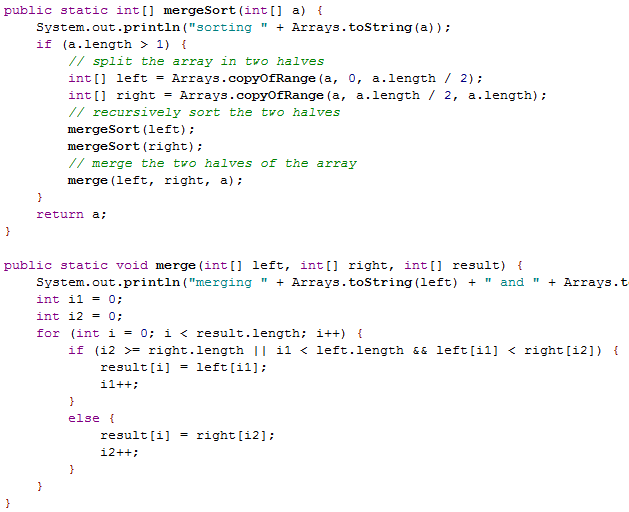 public static int[] mergeSort(int[] a) {
    System.out.println("sorting " + Arrays.toString(a));
    if (a.length > 1) {
        // split the array in two halves
        int[] left = Arrays.copyOfRange(a, 0, a.length / 2);
        int[] right = Arrays.copyOfRange(a, a.length / 2, a.length);
        // recursively sort the two halves
        mergeSort(left);
        mergeSort(right);
        // merge the two halves of the array
        merge(left, right, a);
    }
    return a;
}

public static void merge(int[] left, int[] right, int[] result) {
    System.out.println("merging " + Arrays.toString(left) + " and " + Arrays.t
    int i1 = 0;
    int i2 = 0;
    for (int i = 0; i < result.length; i++) {
        if (i2 >= right.length || i1 < left.length && left[i1] < right[i2]) {
            result[i] = left[i1];
            i1++;
        }
        else {
            result[i] = right[i2];
            i2++;
        }
    }
}